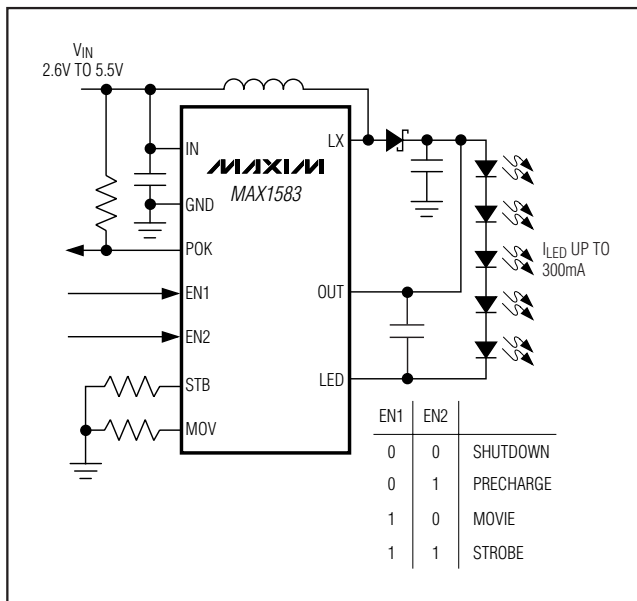 VIN
2.6V TO 5.5V
IN
LX
MAXIM
MAX1583
GND
POK
ILED UP TO
300mA
EN1
OUT
EN2
STB
LED
MOV
EN1 EN2
0 0 SHUTDOWN
0 1 PRECHARGE
1 0 MOVIE
1 1 STROBE